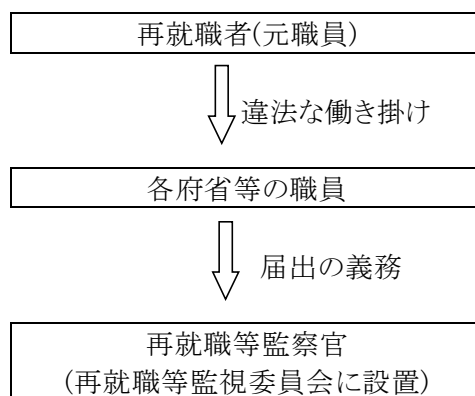 再就職者(元職員)
違法な働き掛け
各府省等の職員
届出の義務
再就職等監察官
(再就職等監視委員会に設置)